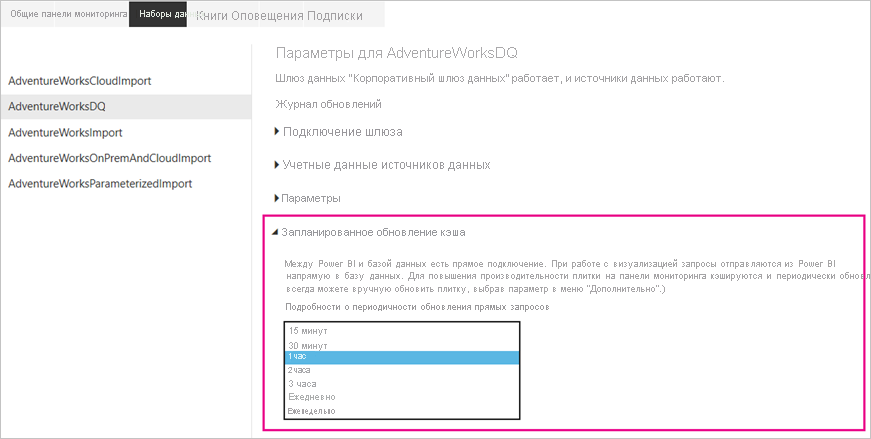 Общие панели мониторинга Наборы дан Книги Оповещения Подписки
AdventureWorksCloudImport
AdventureWorksDQ
AdventureWorksImport
AdventureWorksOnPremAndCloudImport
AdventureWorksParameterizedImport
Параметры для AdventureWorksDQ
Шлюз данных "Корпоративный шлюз данных" работает, и источники данных работают.
Журнал обновлений
Подключение шлюза
Учетные данные источников данных
Параметры
Запланированное обновление кэша
Между Power BI и базой данных есть прямое подключение. При работе с визуализацией запросы отправляются из Power BI
напрямую в базу данных. Для повышения производительности плитки на панели мониторинга кэшируются и периодически обновл
всегда можете вручную обновить плитку, выбрав параметр в меню "Дополнительно".)
Подробности о периодичности обновления прямых запросов
15 минут
30 минут
1 час
2 часа
3 часа
Ежедневно
Еженедельно